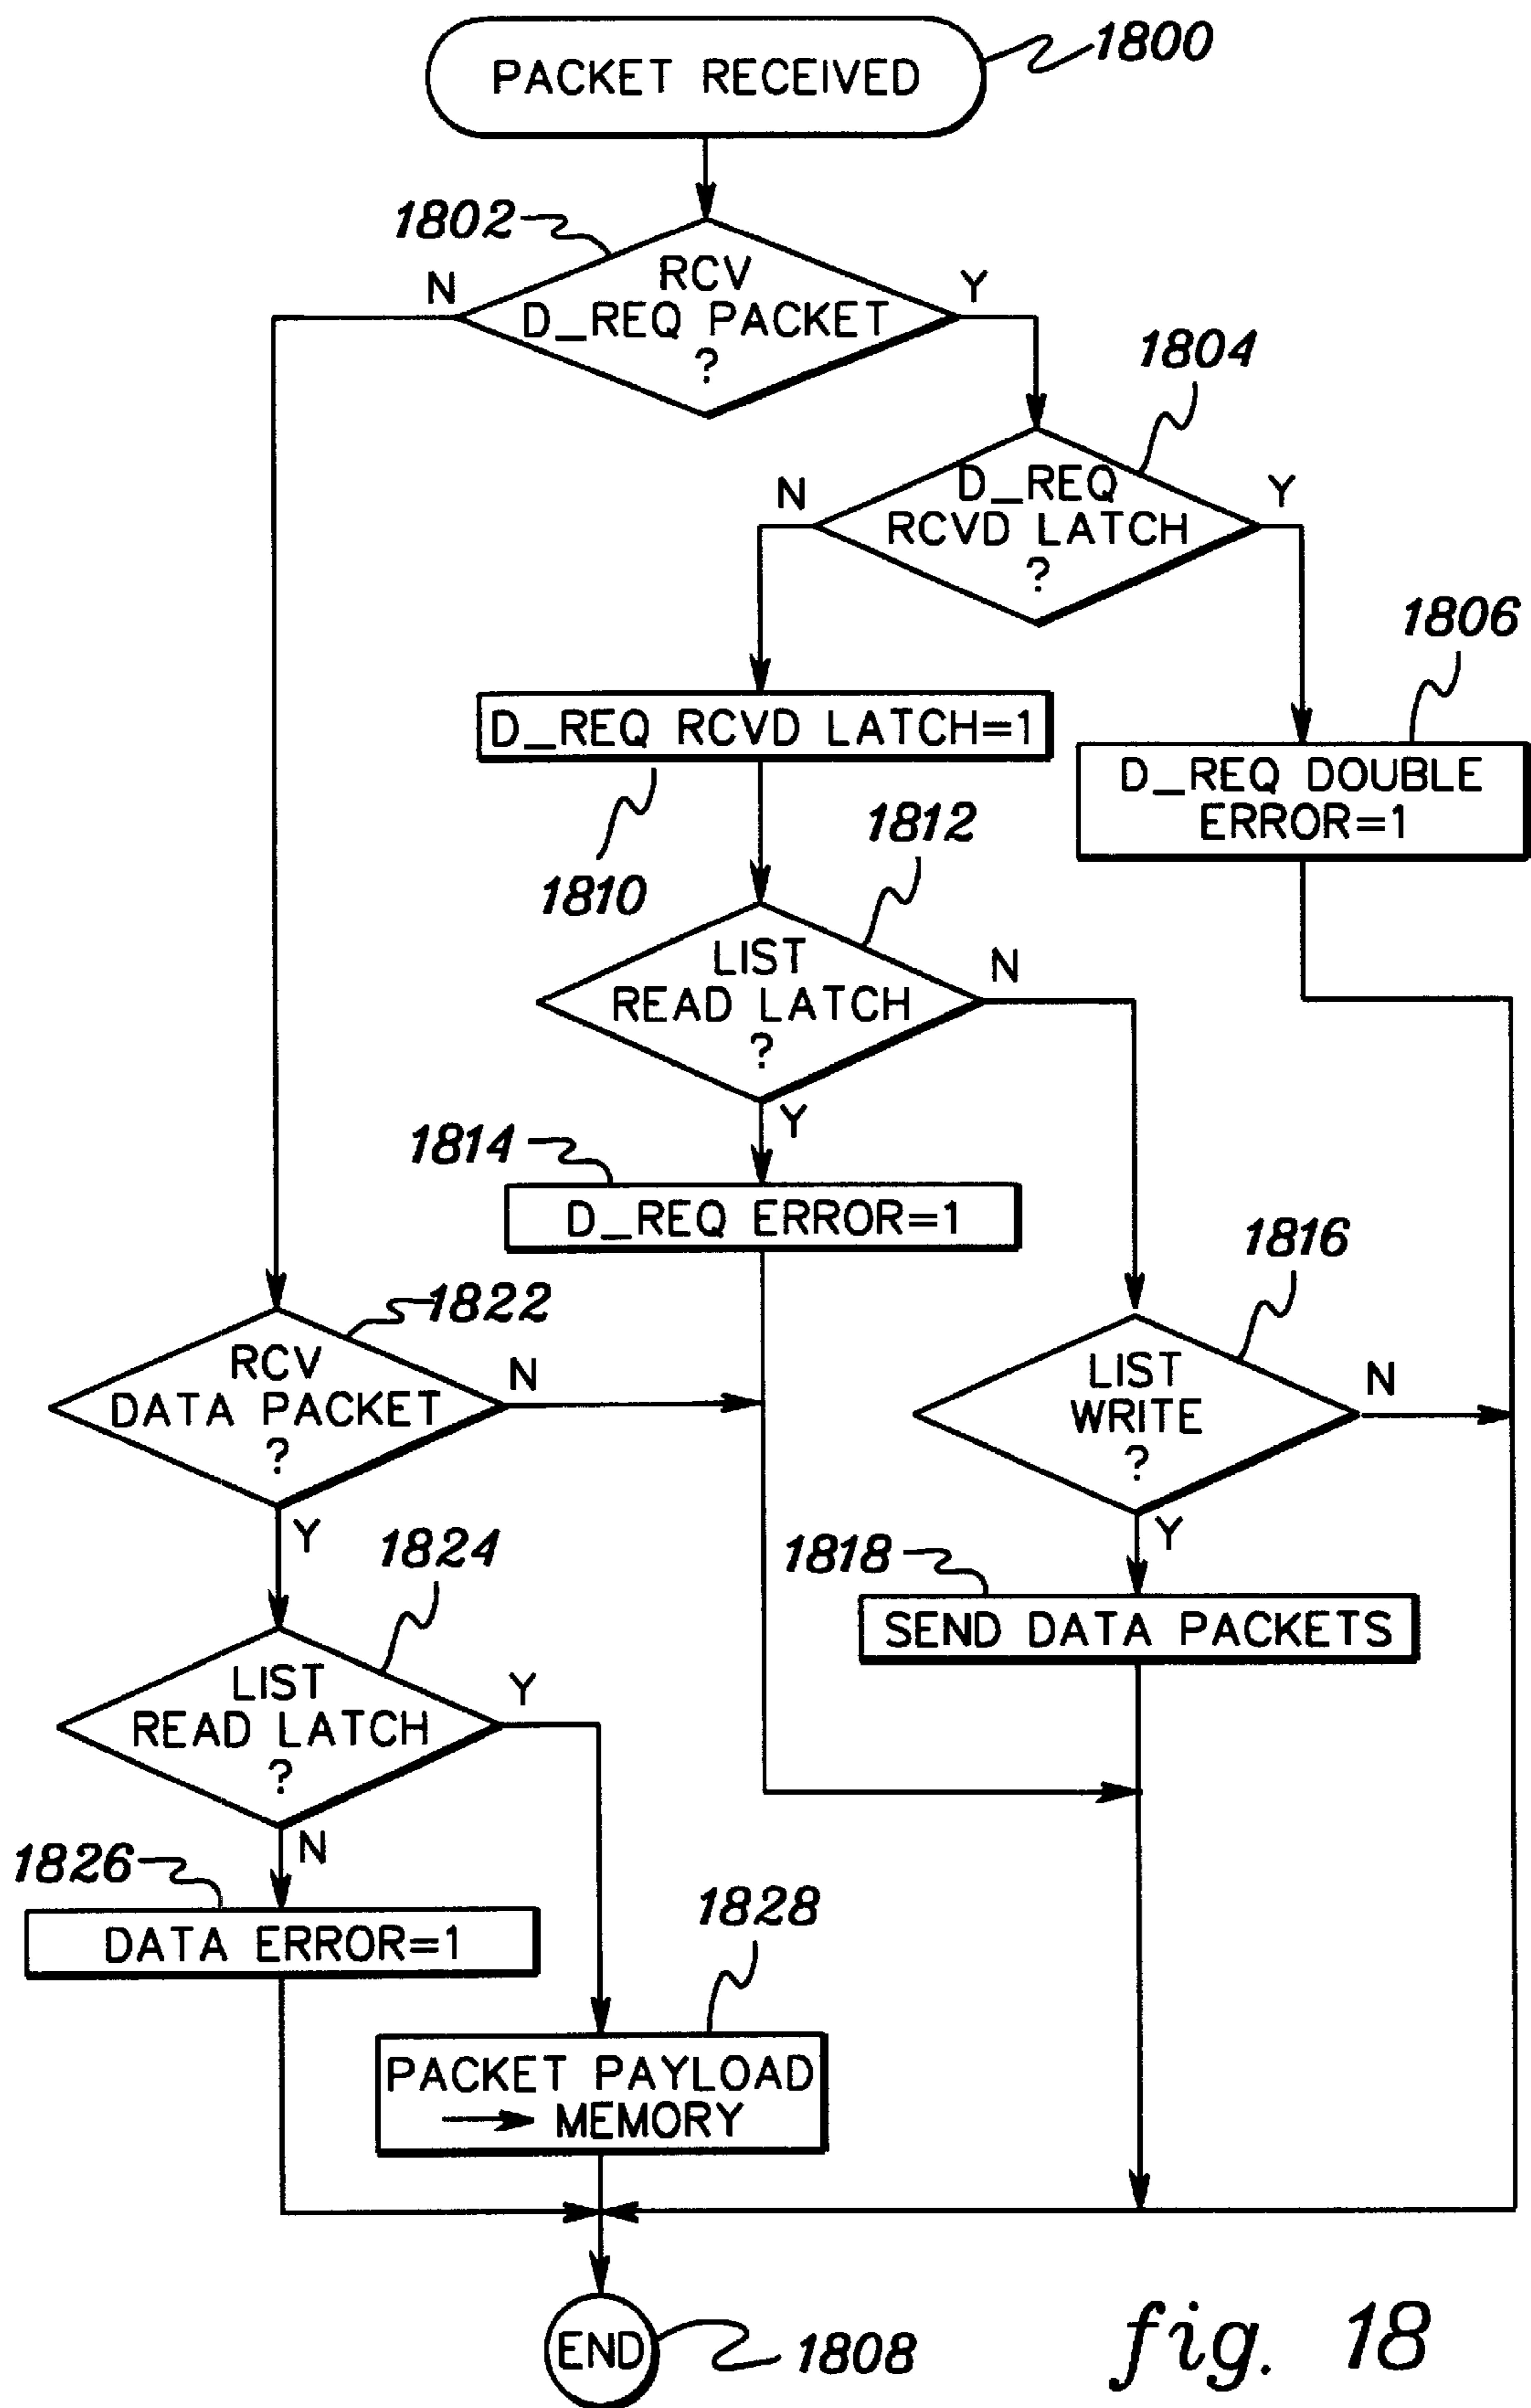 PACKET RECEIVED
1800
1802
N
RCV
D_REQ PACKET
?
Y
1804
N
D_REQ
RCVD LATCH
?
Y
1806
D_REQ RCVD LATCH=1
D_REQ DOUBLE
ERROR=1
1810
1812
LIST
READ LATCH
?
N
Y
1814
D_REQ ERROR=1
1816
1822
RCV
DATA PACKET
?
N
LIST
WRITE
?
N
Y
Y
1824
1818
SEND DATA PACKETS
LIST
READ LATCH
?
Y
N
1826
DATA ERROR=1
1828
PACKET PAYLOAD
→ MEMORY
END
1808
fig. 18